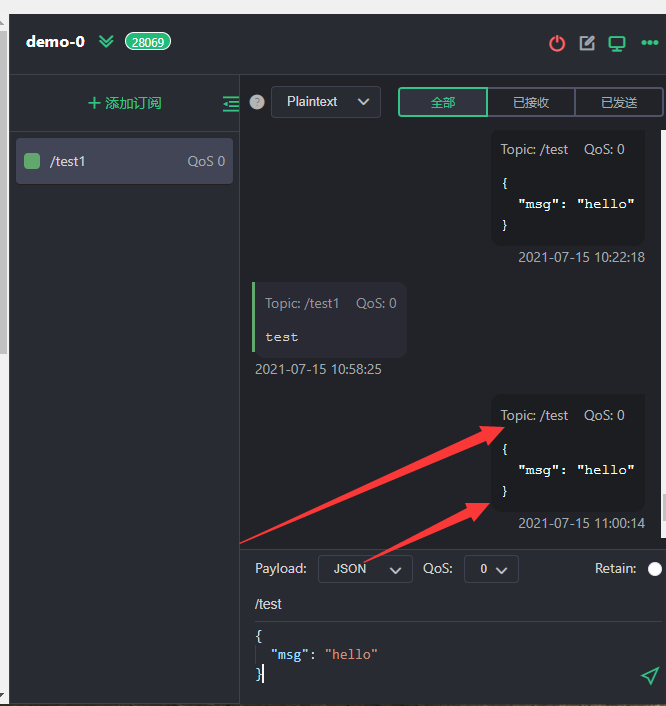 demo-0 28069
添加订阅
Plaintext
全部 已接收 已发送
/test1 QoS 0
Topic: /test QoS: 0
{
"msg": "hello"
}
2021-07-15 10:22:18
Topic: /test1 QoS: 0
test
2021-07-15 10:58:25
Topic: /test QoS: 0
{
"msg": "hello"
}
2021-07-15 11:00:14
Payload: JSON QoS: 0 Retain:
/test
{
"msg": "hello"
}